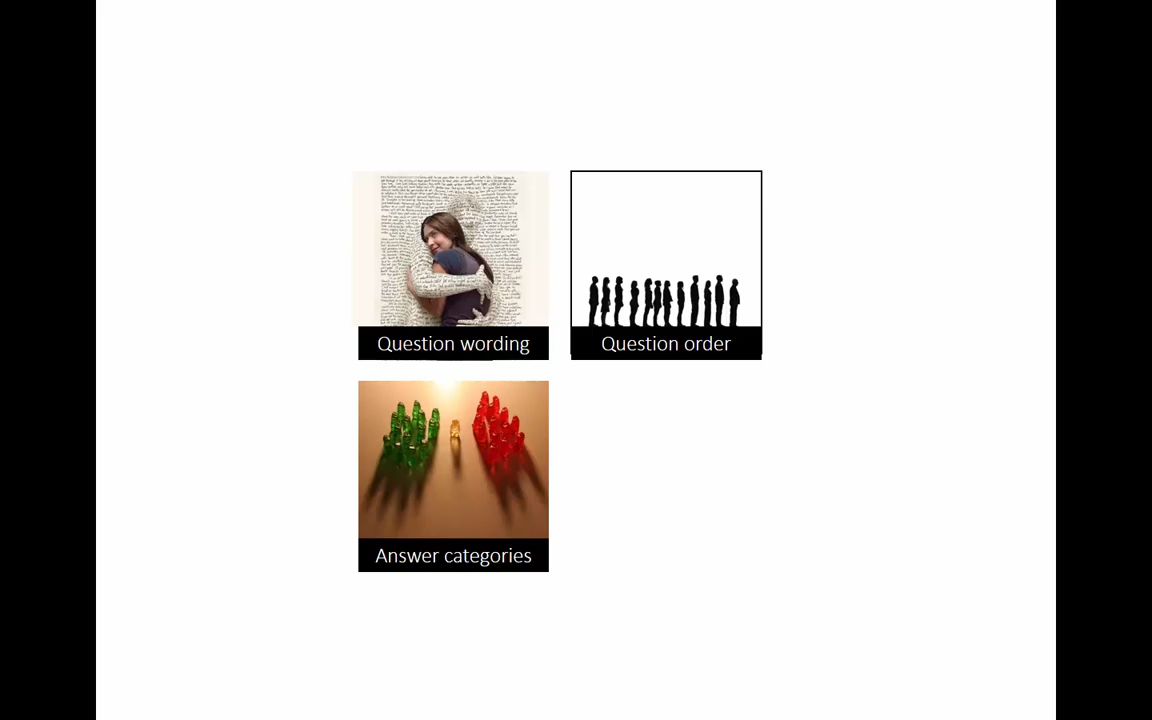 Question wording
Question order
Answer categories